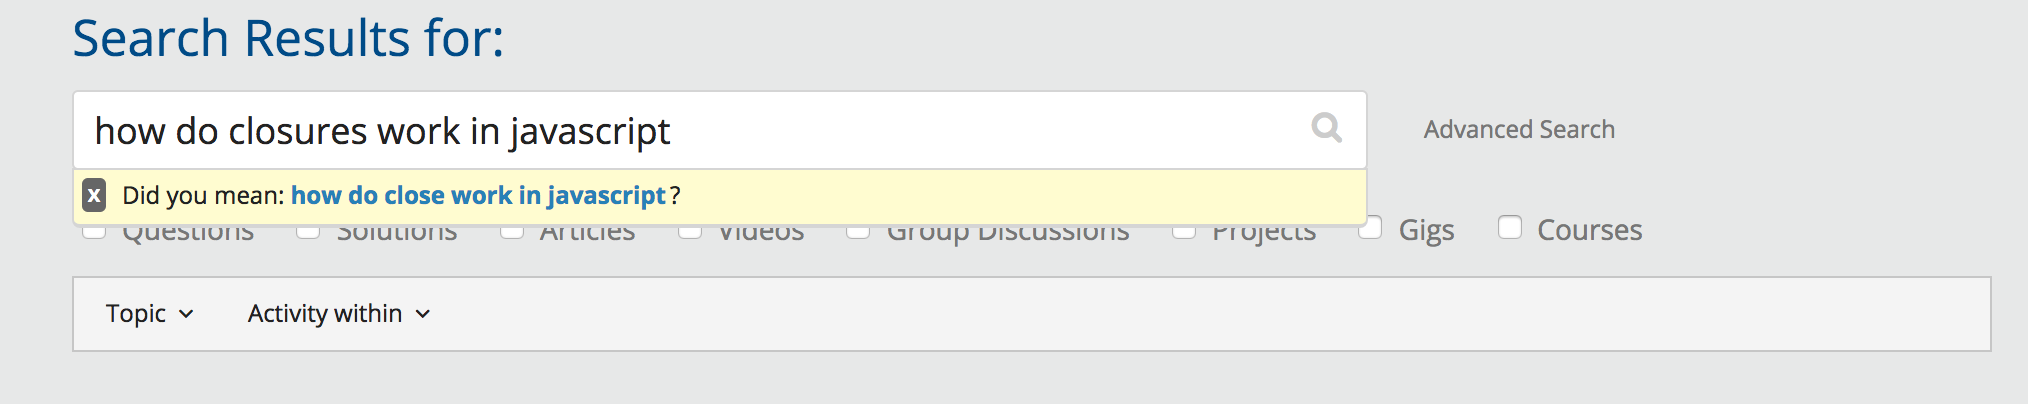 Search Results for:
how do closures work in javascript
Advanced Search
x Did you mean: how do close work in javascript?
Questions Solutions Articles Videos Group Discussions Projects Gigs Courses
Topic Activity within